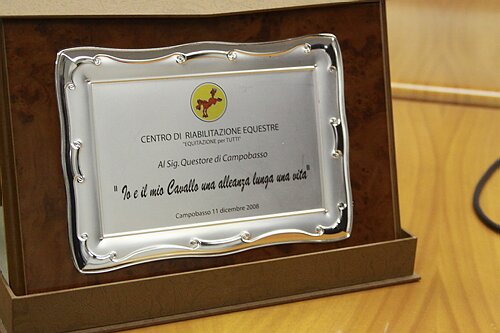 CENTRO DI RIABILITAZIONE EQUESTRE
"EQUITAZIONE per TUTTI"
Al Sig. Questore di Campobasso
" Io e il mio Cavallo una alleanza lunga una vita"
Campobasso 11 dicembre 2008